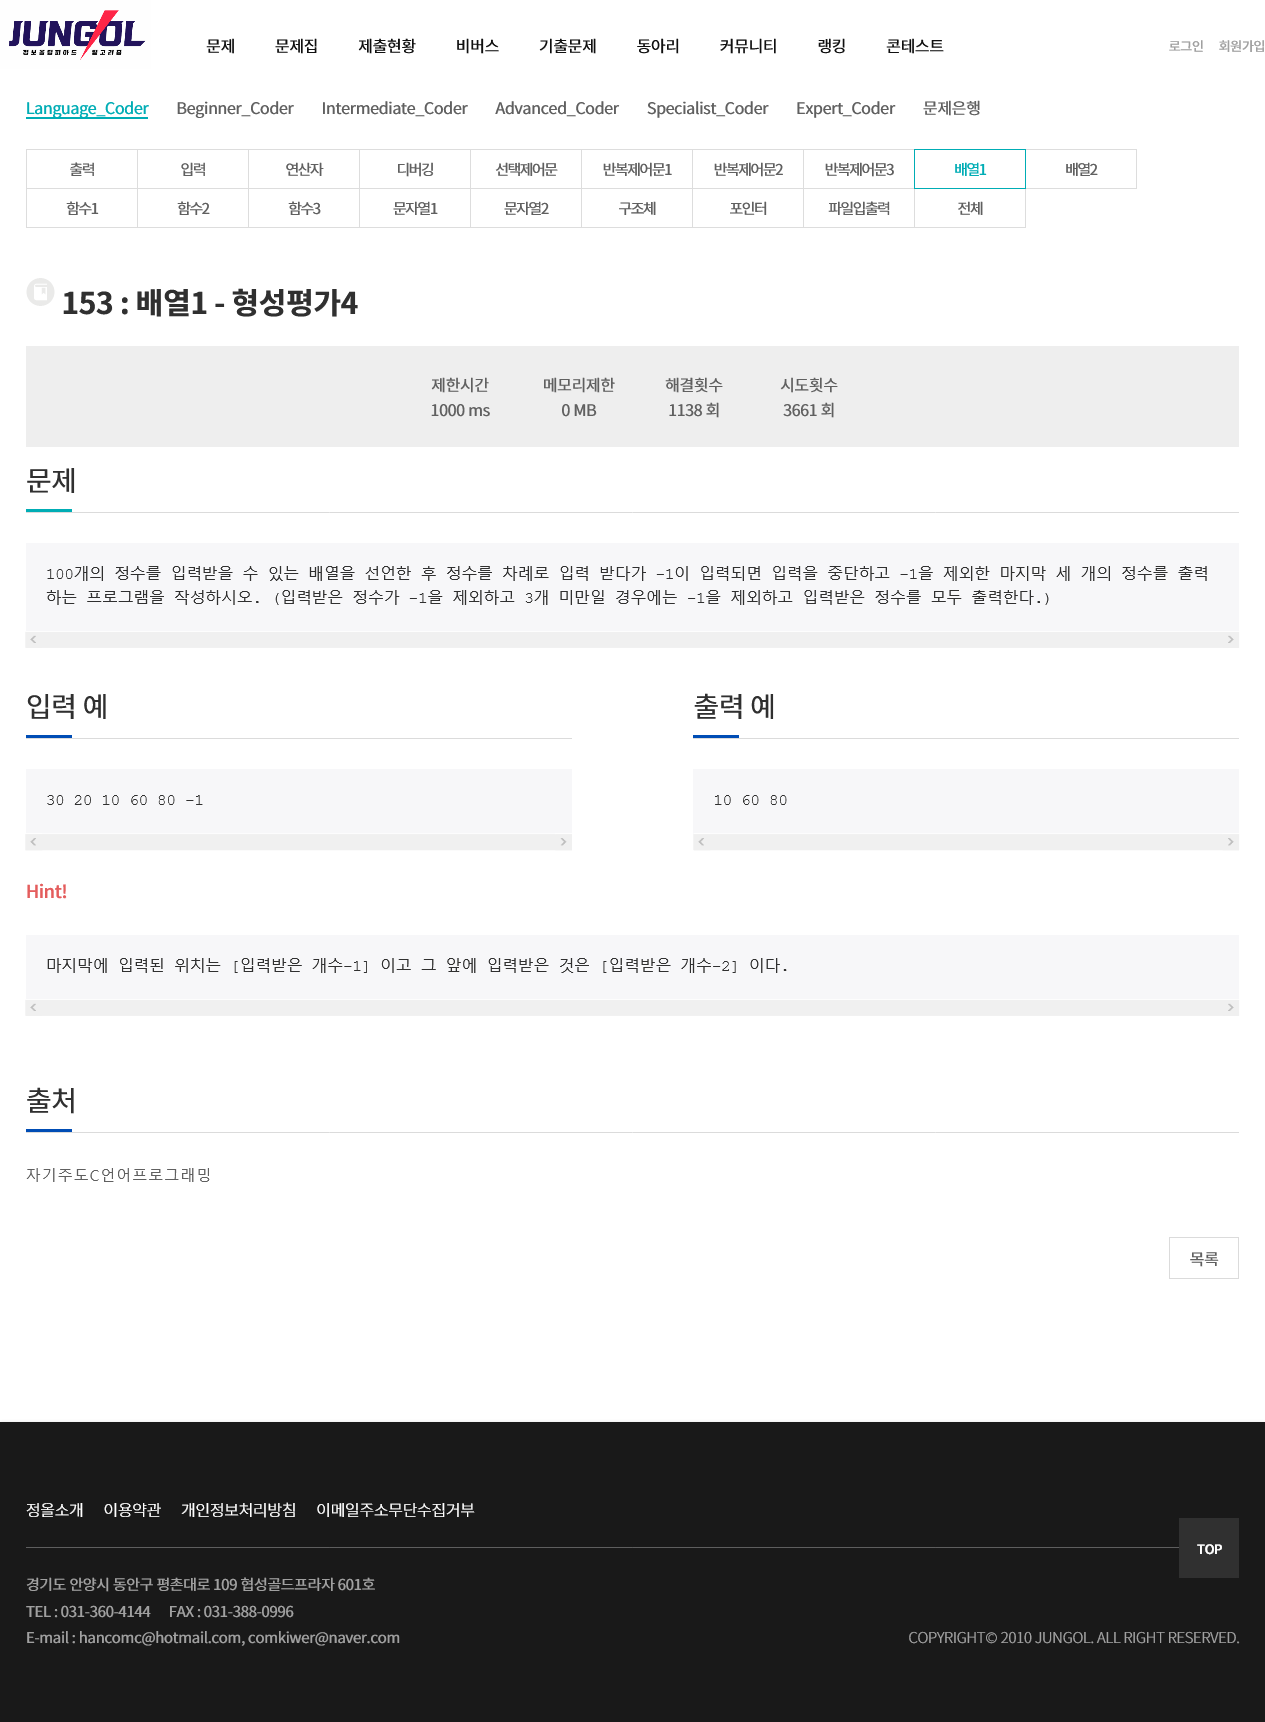 JUNGOL
정보올림피아드 알고리즘
문제 문제집 제출현황 비버스 기출문제 동아리 커뮤니티 랭킹 콘테스트 로그인 회원가입
Language_Coder Beginner_Coder Intermediate_Coder Advanced_Coder Specialist_Coder Expert_Coder 문제은행
출력 입력 연산자 디버깅 선택제어문 반복제어문1 반복제어문2 반복제어문3 배열1 배열2
함수1 함수2 함수3 문자열1 문자열2 구조체 포인터 파일입출력 전체
153 : 배열1 - 형성평가4
제한시간 메모리제한 해결횟수 시도횟수
1000 ms 0 MB 1138 회 3661 회
문제
100개의 정수를 입력받을 수 있는 배열을 선언한 후 정수를 차례로 입력 받다가 -1이 입력되면 입력을 중단하고 -1을 제외한 마지막 세 개의 정수를 출력
하는 프로그램을 작성하시오. (입력받은 정수가 -1을 제외하고 3개 미만일 경우에는 -1을 제외하고 입력받은 정수를 모두 출력한다.)
입력 예 출력 예
30 20 10 60 80 -1 10 60 80
Hint!
마지막에 입력된 위치는 [입력받은 개수-1] 이고 그 앞에 입력받은 것은 [입력받은 개수-2] 이다.
출처
자기주도C언어프로그래밍
목록
정올소개 이용약관 개인정보처리방침 이메일주소무단수집거부
TOP
경기도 안양시 동안구 평촌대로 109 협성골드프라자 601호
TEL : 031-360-4144 FAX : 031-388-0996
E-mail : hancomc@hotmail.com, comkiwer@naver.com COPYRIGHT© 2010 JUNGOL. ALL RIGHT RESERVED.